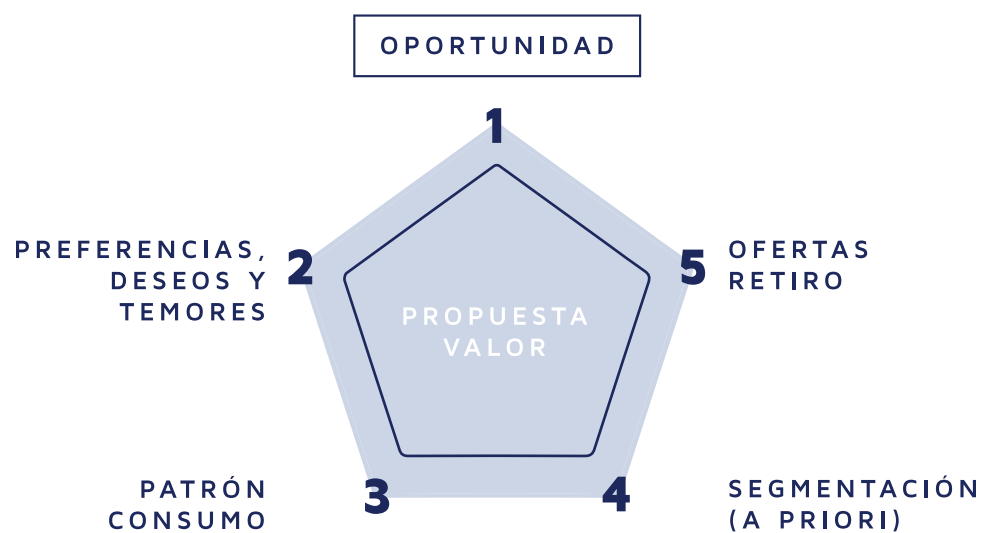 OPORTUNIDAD
1
PREFERENCIAS,
DESEOS Y
TEMORES
2
5
OFERTAS
RETIRO
PROPUESTA
VALOR
PATRÓN
CONSUMO
3
4
SEGMENTACIÓN
(A PRIORI)